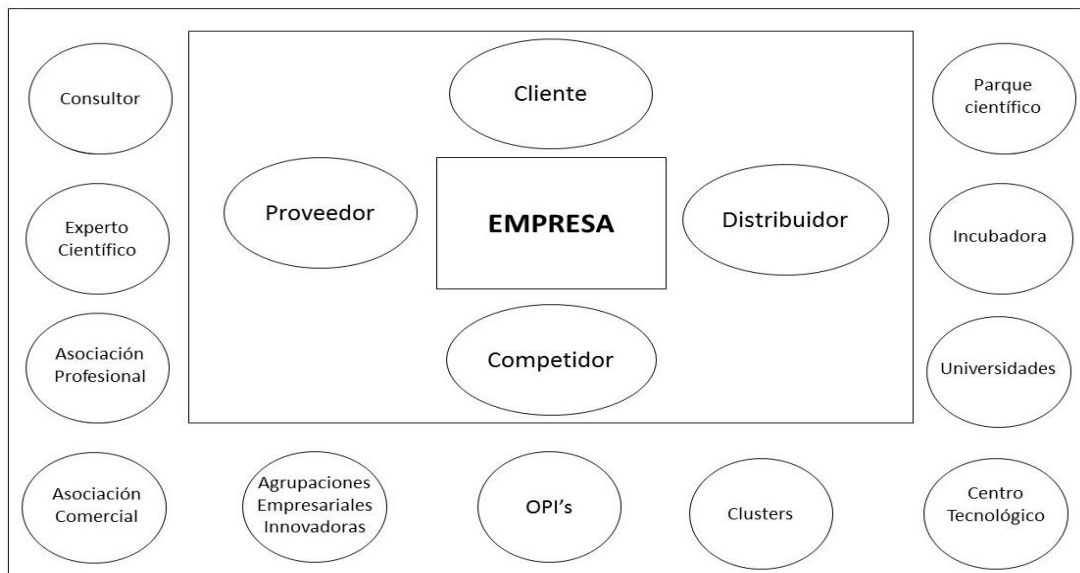 Consultor
Cliente
Parque
científico
Proveedor
EMPRESA
Distribuidor
Experto
Científico
Incubadora
Asociación
Profesional
Competidor
Universidades
Asociación
Comercial
Agrupaciones
Empresariales
Innovadoras
OPI’s
Clusters
Centro
Tecnológico